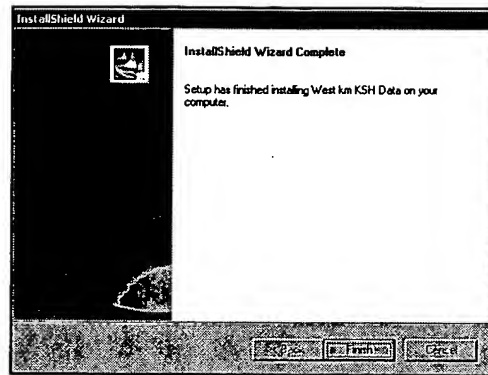 InstallShield Wizard
InstallShield Wizard Complete
Setup has finished installing West km KSH Data on your
computer.
Finish
Cancel